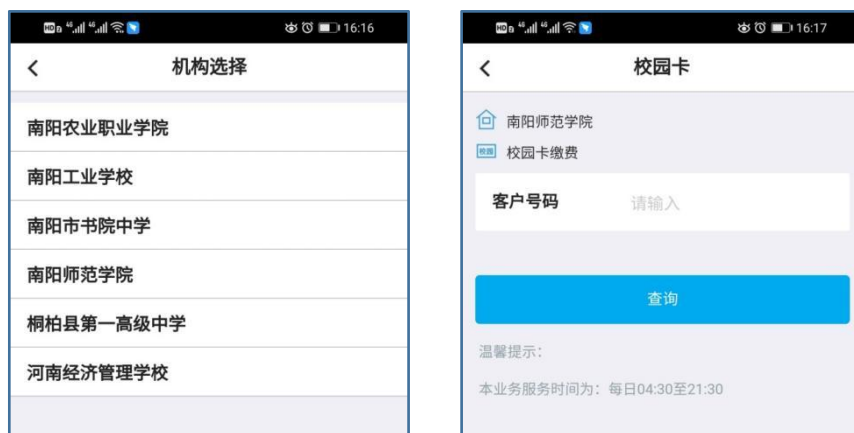 16:16
机构选择
南阳农业职业学院
南阳工业学校
南阳市书院中学
南阳师范学院
桐柏县第一高级中学
河南经济管理学校
16:17
校园卡
南阳师范学院
校园 校园卡缴费
客户号码 请输入
查询
温馨提示：
本业务服务时间为：每日04:30至21:30